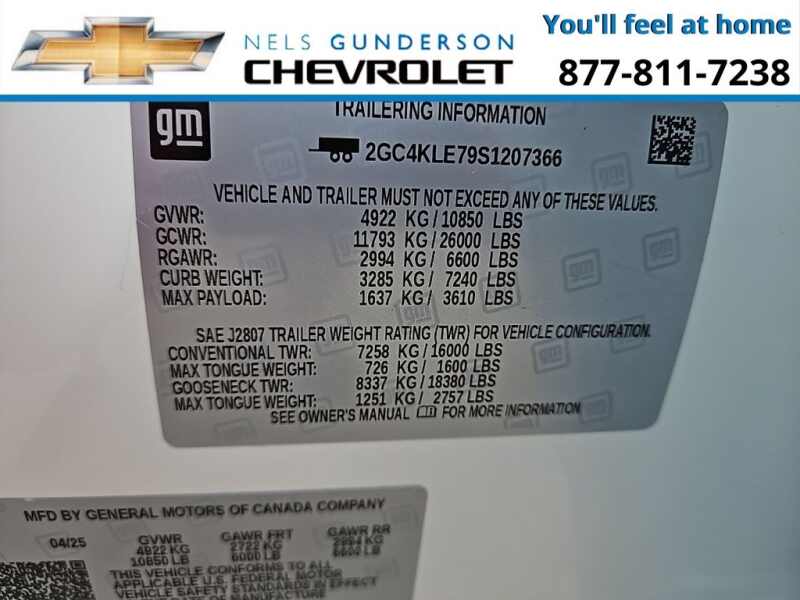 You'll feel at home
NELS GUNDERSON
CHEVROLET
877-811-7238
TRAILERING INFORMATION
gm
2GC4KLE79S1207366
VEHICLE AND TRAILER MUST NOT EXCEED ANY OF THESE VALUES.
GVWR: 4922 KG / 10850 LBS
GCWR: 11793 KG / 26000 LBS
RGAWR: 2994 KG / 6600 LBS
CURB WEIGHT: 3285 KG / 7240 LBS
MAX PAYLOAD: 1637 KG / 3610 LBS
SAE J2807 TRAILER WEIGHT RATING (TWR) FOR VEHICLE CONFIGURATION.
CONVENTIONAL TWR: 7258 KG / 16000 LBS
MAX TONGUE WEIGHT: 726 KG / 1600 LBS
GOOSENECK TWR: 8337 KG / 18380 LBS
MAX TONGUE WEIGHT: 1251 KG / 2757 LBS
SEE OWNER'S MANUAL FOR MORE INFORMATION
MFD BY GENERAL MOTORS OF CANADA COMPANY
04/25 GVWR GAWR FRT GAWR RR
4922 KG 2722 KG 2994 KG
10850 LB 6000 LB 6600 LB
THIS VEHICLE CONFORMS TO ALL
APPLICABLE U.S. FEDERAL MOTOR
VEHICLE SAFETY STANDARDS IN EFFECT